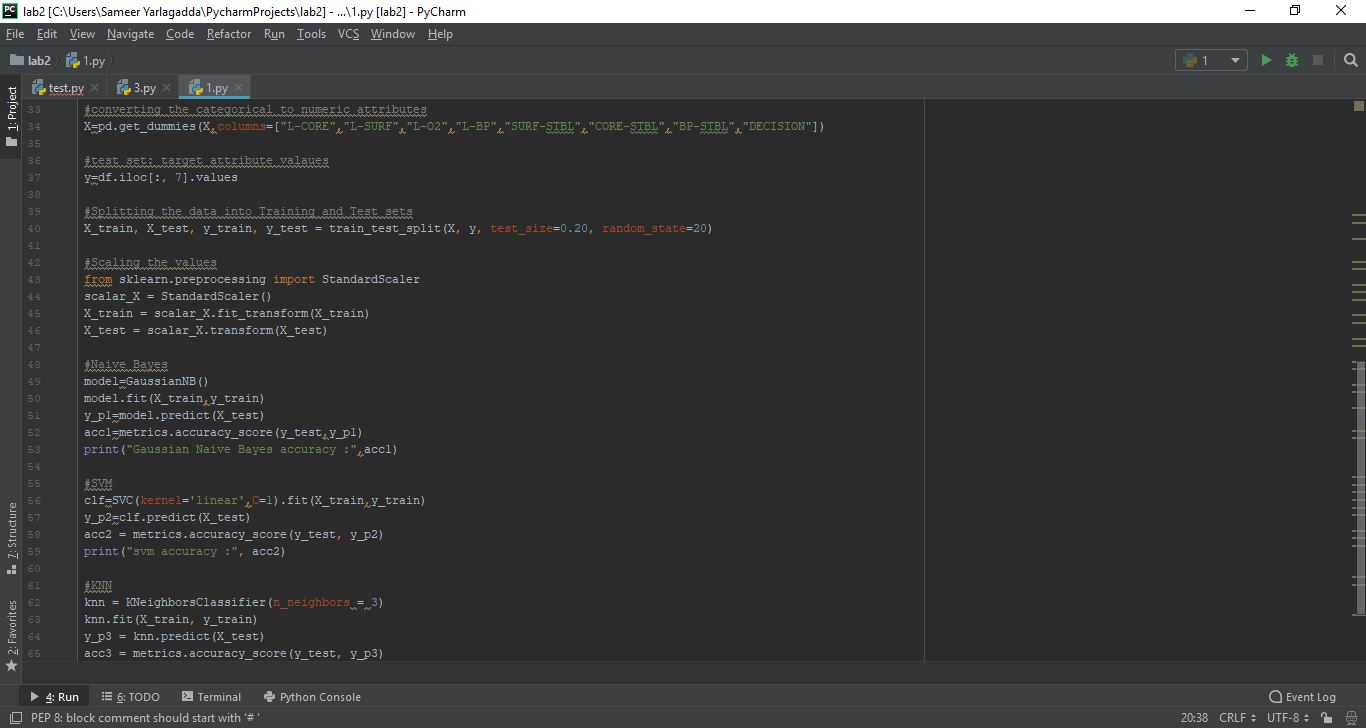 lab2 [C:\Users\Sameer Yarlagadda\PycharmProjects\lab2] - ...\1.py [lab2] - PyCharm
File Edit View Navigate Code Refactor Run Tools VCS Window Help
lab2 1.py 1
test.py 3.py 1.py
1: Project
33 #converting the categorical to numeric attributes
34 X=pd.get_dummies(X,columns=["L-CORE","L-SURF","L-O2","L-BP","SURF-STBL","CORE-STBL","BP-STBL","DECISION"])
35
36 #test set: target attribute valaues
37 y=df.iloc[:, 7].values
38
39 #Splitting the data into Training and Test sets
40 X_train, X_test, y_train, y_test = train_test_split(X, y, test_size=0.20, random_state=20)
41
42 #Scaling the values
43 from sklearn.preprocessing import StandardScaler
44 scalar_X = StandardScaler()
45 X_train = scalar_X.fit_transform(X_train)
46 X_test = scalar_X.transform(X_test)
47
48 #Naive Bayes
49 model=GaussianNB()
50 model.fit(X_train,y_train)
51 y_p1=model.predict(X_test)
52 acc1=metrics.accuracy_score(y_test,y_p1)
53 print("Gaussian Naive Bayes accuracy :",acc1)
54
55 #SVM
56 clf=SVC(kernel='linear',C=1).fit(X_train,y_train)
57 y_p2=clf.predict(X_test)
58 acc2 = metrics.accuracy_score(y_test, y_p2)
59 print("svm accuracy :", acc2)
60
61 #KNN
62 knn = KNeighborsClassifier(n_neighbors = 3)
63 knn.fit(X_train, y_train)
64 y_p3 = knn.predict(X_test)
65 acc3 = metrics.accuracy_score(y_test, y_p3)
7: Structure
2: Favorites
4: Run 6: TODO Terminal Python Console Event Log
PEP 8: block comment should start with '# ' 20:38 CRLF UTF-8